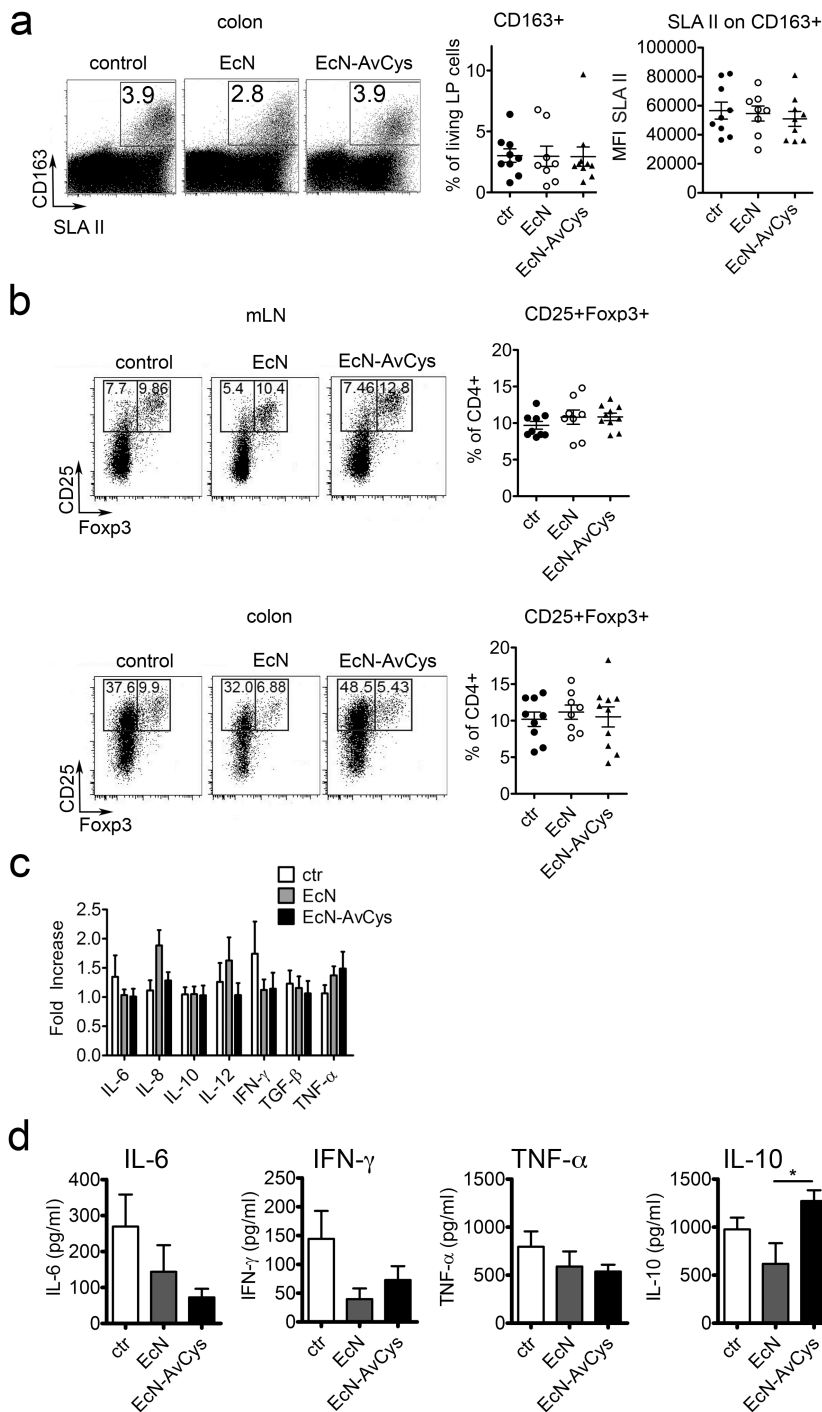 a
colon
control EcN EcN-AvCys
3.9 2.8 3.9
CD163
SLA II
CD163+
% of living LP cells
10
5
0
ctr EcN EcN-AvCys
SLA II on CD163+
MFI SLA II
100000
80000
60000
40000
20000
0
ctr EcN EcN-AvCys
b
mLN
control EcN EcN-AvCys
7.7 9.86 5.4 10.4 7.46 12.8
CD25
Foxp3
CD25+Foxp3+
% of CD4+
20
15
10
5
0
ctr EcN EcN-AvCys
colon
control EcN EcN-AvCys
37.6 9.9 32.0 6.88 48.5 5.43
CD25
Foxp3
CD25+Foxp3+
% of CD4+
20
15
10
5
0
ctr EcN EcN-AvCys
c
ctr
EcN
EcN-AvCys
Fold Increase
2.5
2.0
1.5
1.0
0.5
0.0
IL-6 IL-8 IL-10 IL-12 IFN-γ TGF-β TNF-α
d
IL-6
IL-6 (pg/ml)
400
300
200
100
0
ctr EcN EcN-AvCys
IFN-γ
IFN-γ (pg/ml)
250
200
150
100
50
0
ctr EcN EcN-AvCys
TNF-α
TNF-α (pg/ml)
1500
1000
500
0
ctr EcN EcN-AvCys
IL-10
IL-10 (pg/ml)
1500
1000
500
0
*
ctr EcN EcN-AvCys